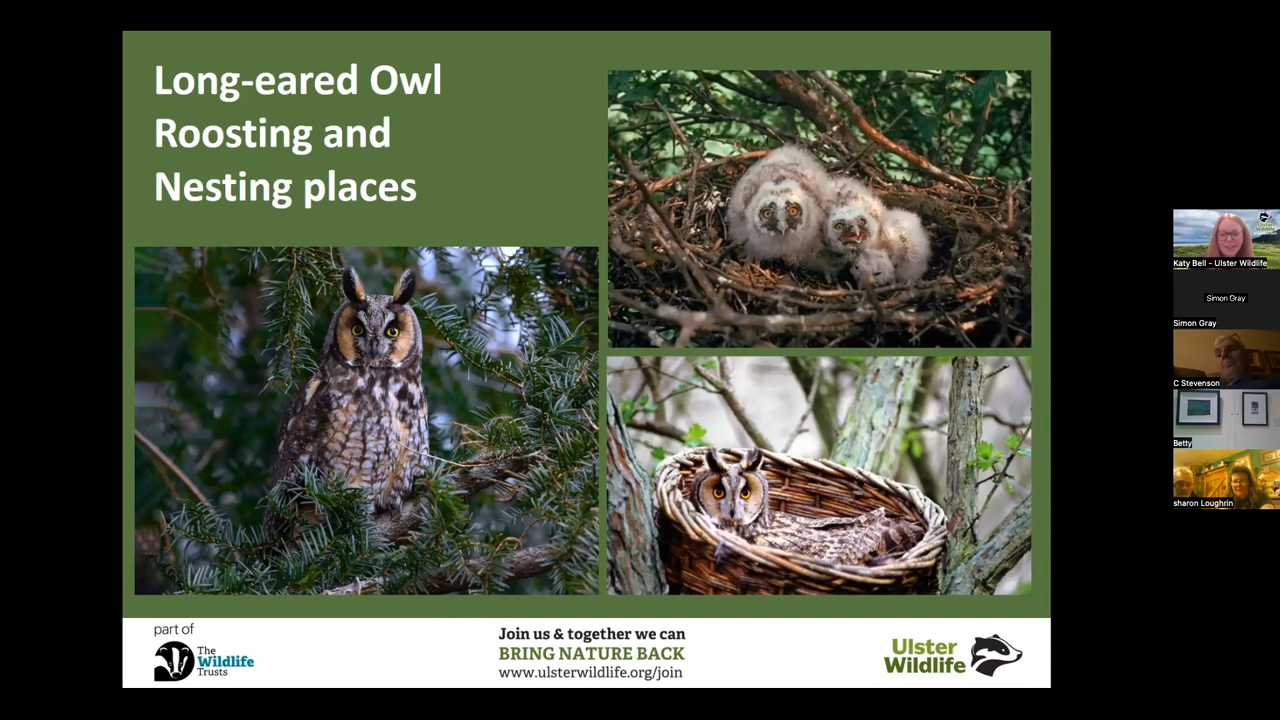 Long-eared Owl
Roosting and
Nesting places
part of
The
Wildlife
Trusts
Join us & together we can
BRING NATURE BACK
www.ulsterwildlife.org/join
Ulster
Wildlife
Katy Bell - Ulster Wildlife
Simon Gray
Simon Gray
C Stevenson
Betty
sharon Loughrin